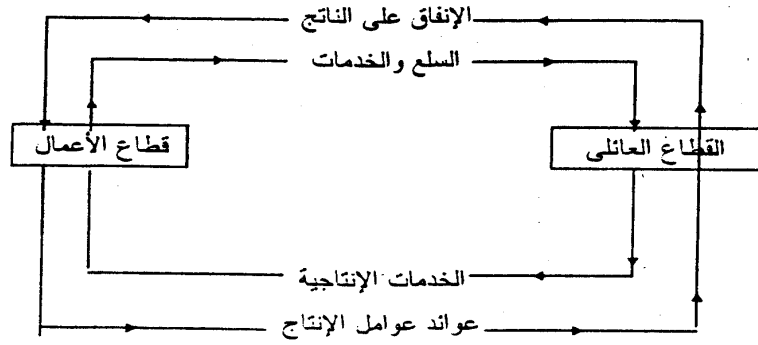 الإنفاق على الناتج
السلع والخدمات
القطاع العائلى
قطاع الأعمال
الخدمات الإنتاجية
عوائد عوامل الإنتاج